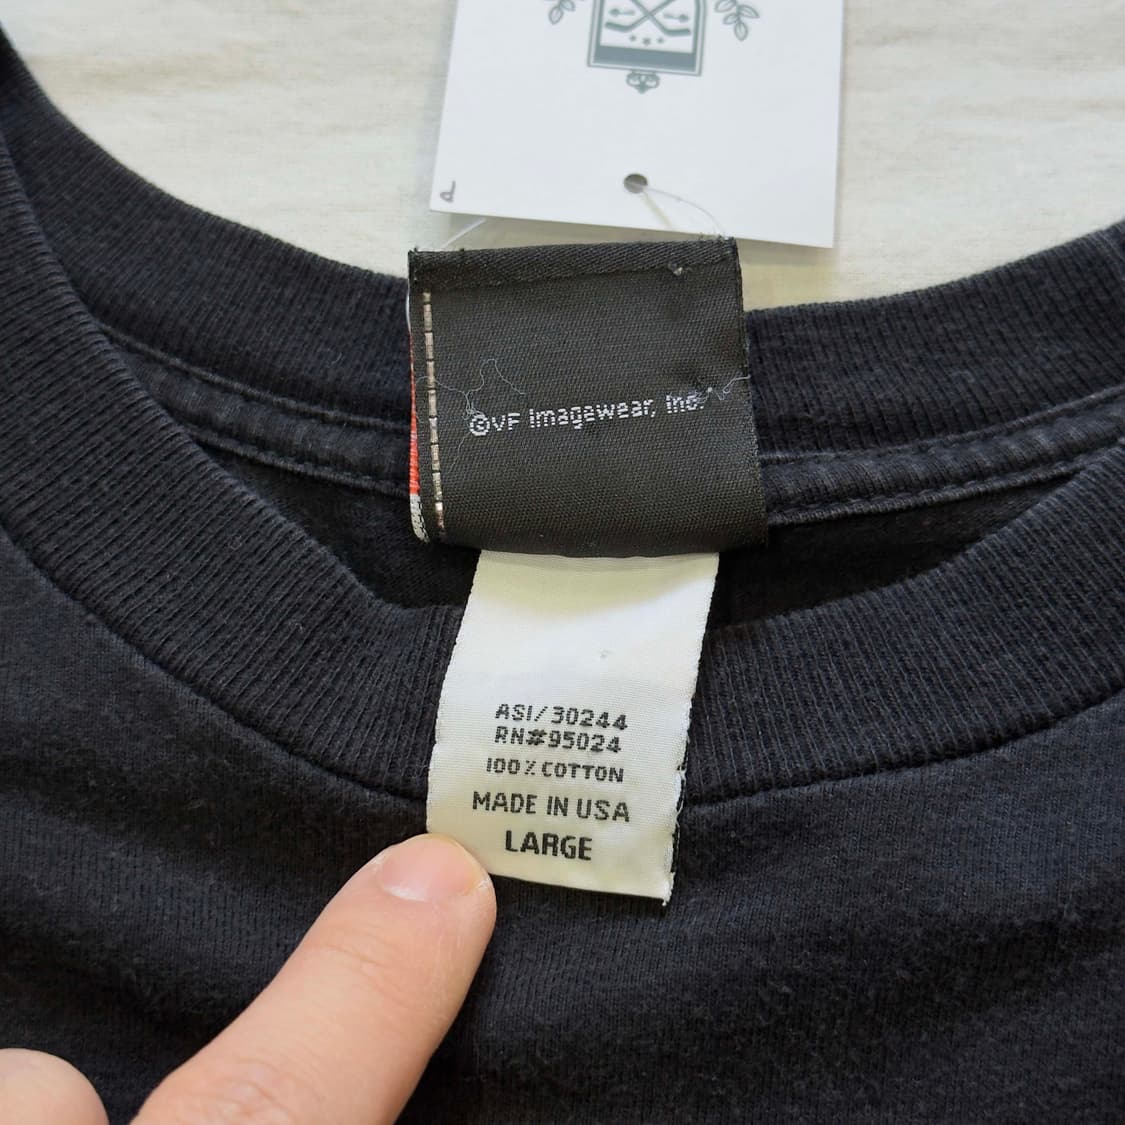 ©VF Imagewear, Inc.
ASI/30244
RN#95024
100% COTTON
MADE IN USA
LARGE